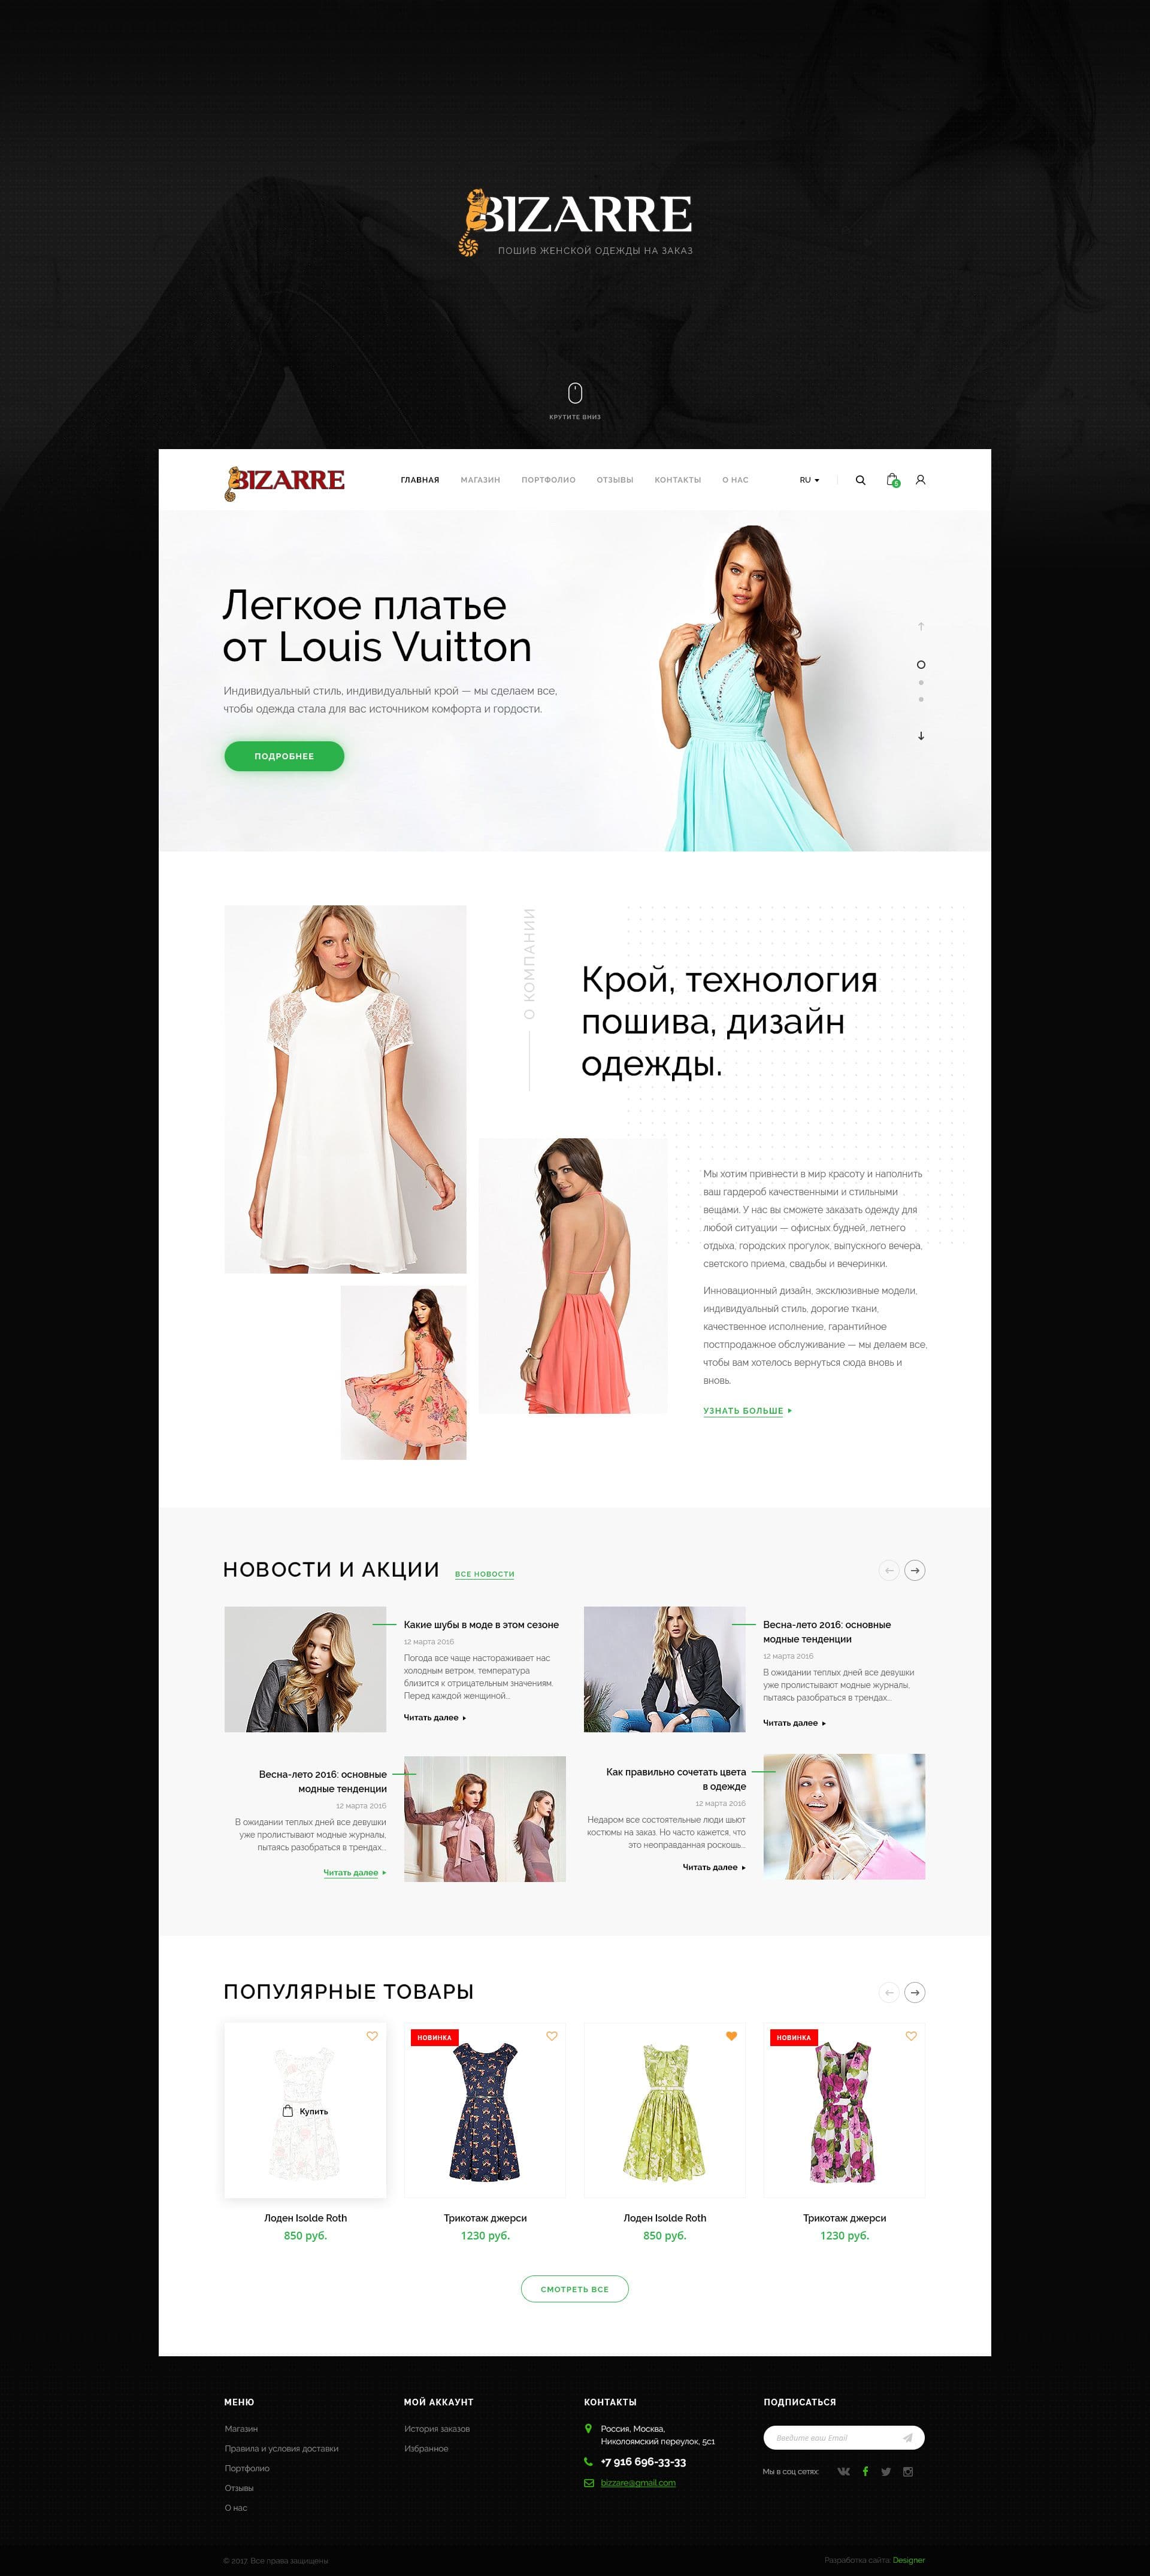 BIZARRE
ПОШИВ ЖЕНСКОЙ ОДЕЖДЫ НА ЗАКАЗ
КРУТИТЕ ВНИЗ
BIZARRE
ГЛАВНАЯ МАГАЗИН ПОРТФОЛИО ОТЗЫВЫ КОНТАКТЫ О НАС RU
Легкое платье
от Louis Vuitton
Индивидуальный стиль, индивидуальный крой — мы сделаем все,
чтобы одежда стала для вас источником комфорта и гордости.
ПОДРОБНЕЕ
О КОМПАНИИ
Крой, технология
пошива, дизайн
одежды.
Мы хотим привнести в мир красоту и наполнить
ваш гардероб качественными и стильными
вещами. У нас вы сможете заказать одежду для
любой ситуации — офисных будней, летнего
отдыха, городских прогулок, выпускного вечера,
светского приема, свадьбы и вечеринки.
Инновационный дизайн, эксклюзивные модели,
индивидуальный стиль, дорогие ткани,
качественное исполнение, гарантийное
постпродажное обслуживание — мы делаем все,
чтобы вам хотелось вернуться сюда вновь и
вновь.
УЗНАТЬ БОЛЬШЕ
НОВОСТИ И АКЦИИ ВСЕ НОВОСТИ
Какие шубы в моде в этом сезоне
12 марта 2016
Погода все чаще настораживает нас
холодным ветром, температура
близится к отрицательным значениям.
Перед каждой женщиной...
Читать далее
Весна-лето 2016: основные
модные тенденции
12 марта 2016
В ожидании теплых дней все девушки
уже пролистывают модные журналы,
пытаясь разобраться в трендах...
Читать далее
Весна-лето 2016: основные
модные тенденции
12 марта 2016
В ожидании теплых дней все девушки
уже пролистывают модные журналы,
пытаясь разобраться в трендах...
Читать далее
Как правильно сочетать цвета
в одежде
12 марта 2016
Недаром все состоятельные люди шьют
костюмы на заказ. Но часто кажется, что
это неоправданная роскошь...
Читать далее
ПОПУЛЯРНЫЕ ТОВАРЫ
Купить
Лоден Isolde Roth
850 руб.
НОВИНКА
Трикотаж джерси
1230 руб.
Лоден Isolde Roth
850 руб.
НОВИНКА
Трикотаж джерси
1230 руб.
СМОТРЕТЬ ВСЕ
МЕНЮ
Магазин
Правила и условия доставки
Портфолио
Отзывы
О нас
МОЙ АККАУНТ
История заказов
Избранное
КОНТАКТЫ
Россия, Москва,
Николоямский переулок, 5с1
+7 916 696-33-33
bizzare@gmail.com
ПОДПИСАТЬСЯ
Введите ваш Email
Мы в соц сетях:
© 2017. Все права защищены
Разработка сайта: Designer